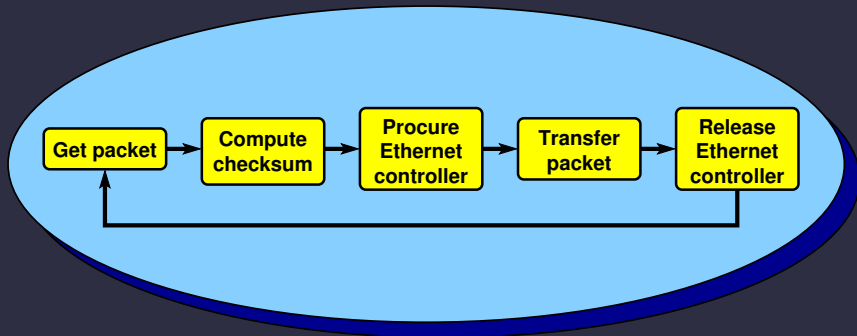 Get packet
Compute
checksum
Procure
Ethernet
controller
Transfer
packet
Release
Ethernet
controller